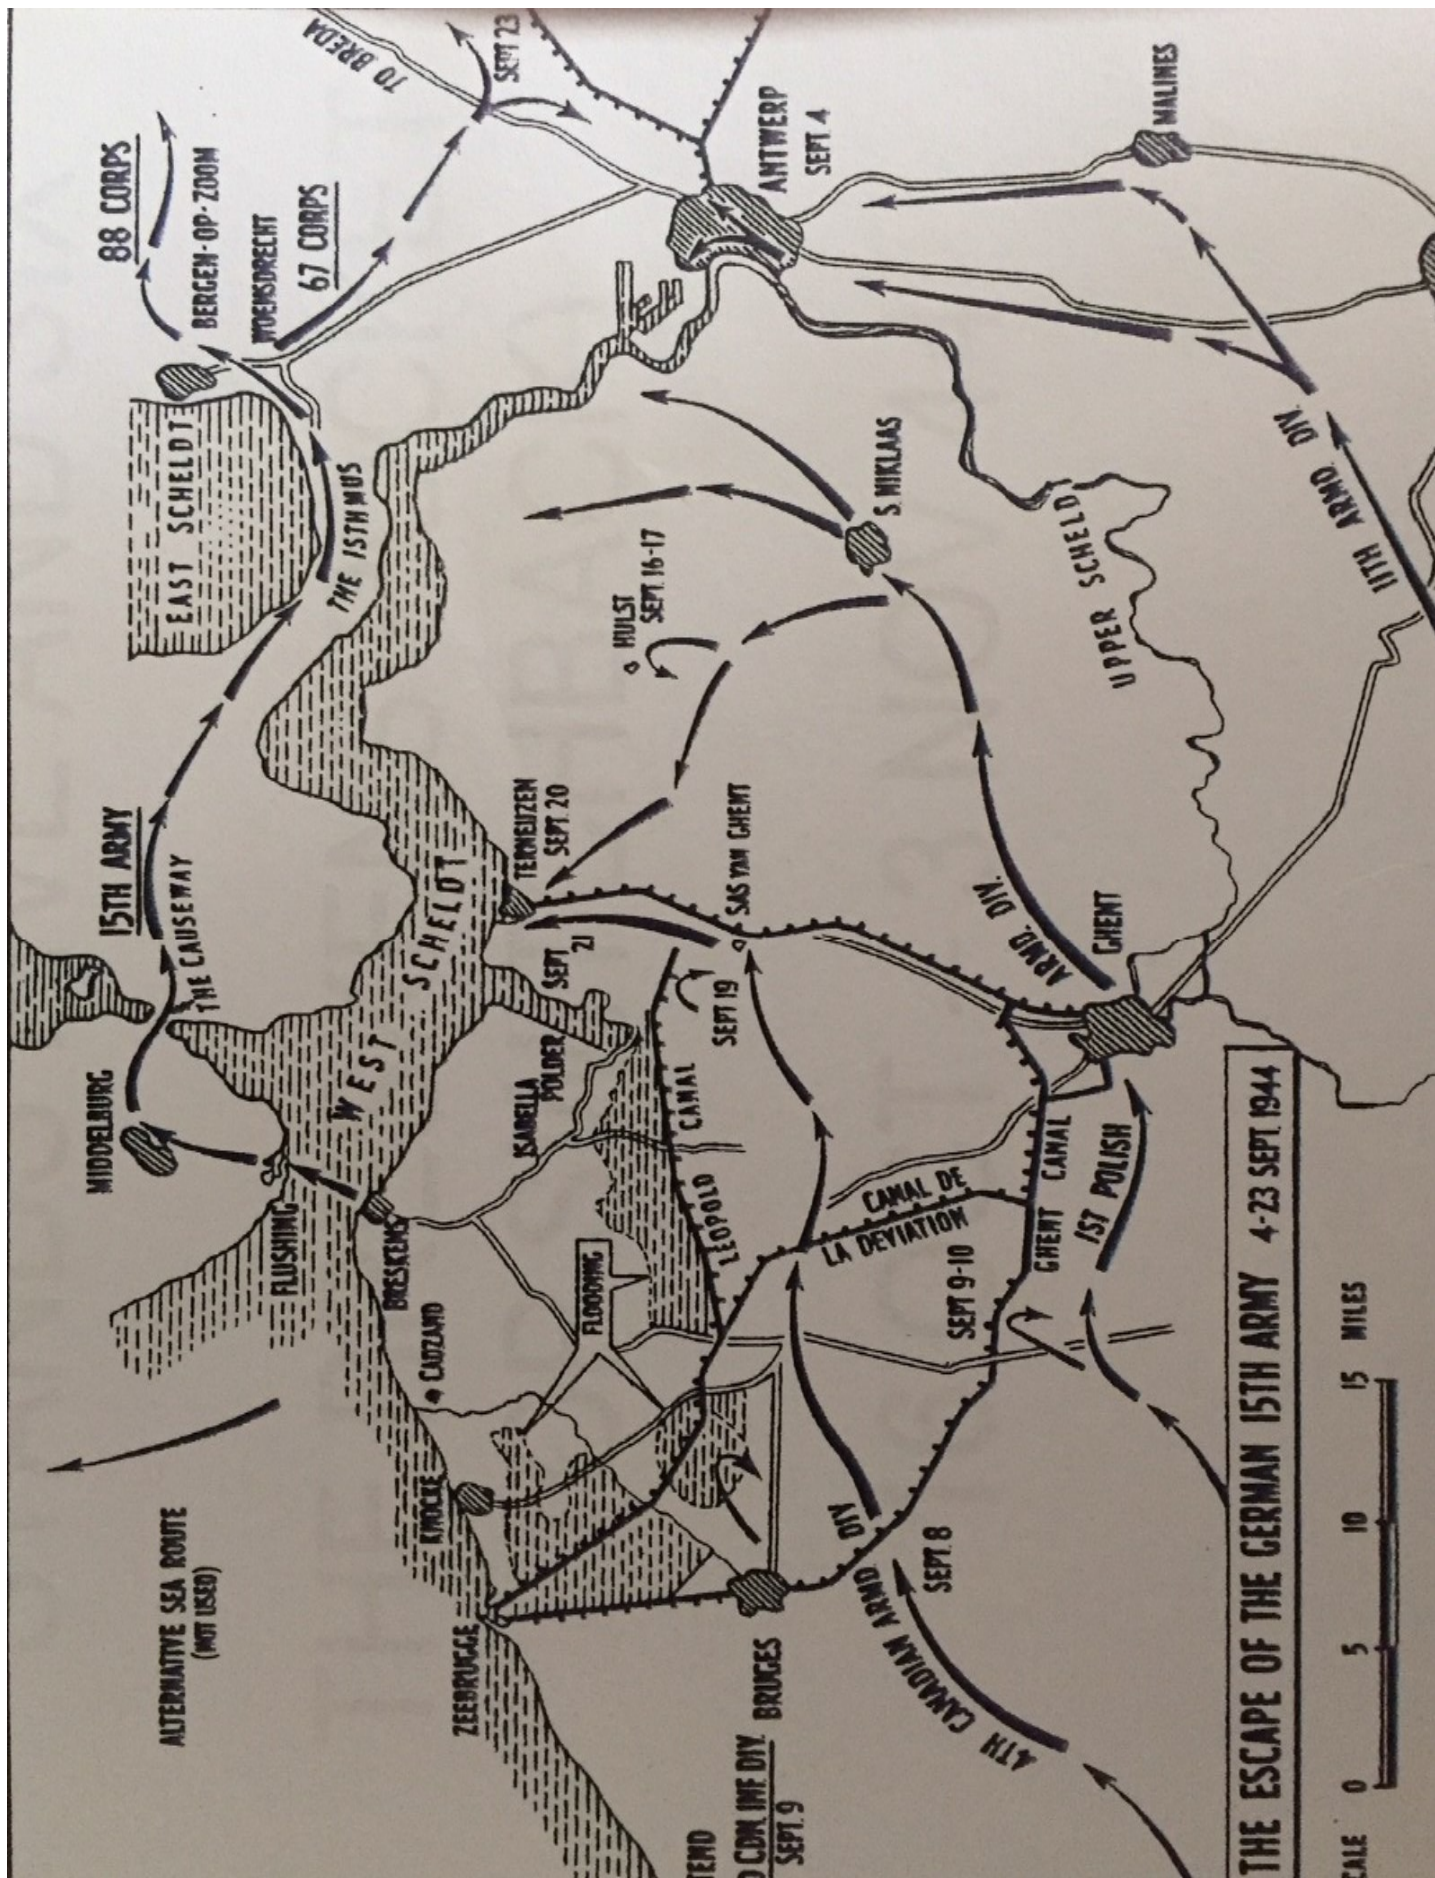 TO BREDA
SEPT 23
88 CORPS
BERGEN-OP-ZOOM
WOENSDRECHT
67 CORPS
ANTWERP
SEPT 4
MALINES
EAST SCHELDT
THE ISTHMUS
S. NIKLAAS
HULST
SEPT. 16-17
UPPER SCHELD
11TH ARMD. DIV.
15TH ARMY
THE CAUSEWAY
MIDDELBURG
FLUSHING
WEST SCHELDT
TERNEUZEN
SEPT. 20
SEPT 21
SAS VAN GHENT
SEPT 19
ISABELLA
POLDER
BRESKENS
CADZAND
KNOCKE
ZEEBRUGGE
ALTERNATIVE SEA ROUTE
(NOT USED)
FLOODING
LEOPOLD CANAL
CANAL DE
LA DEVIATION
GHENT CANAL
ARMD. DIV.
GHENT
1ST POLISH
SEPT 9-10
SEPT. 8
4TH CANADIAN ARMD DIV
BRUGES
TEND
CDN. INF. DIV.
SEPT. 9
THE ESCAPE OF THE GERMAN 15TH ARMY 4-23 SEPT. 1944
CALE 0 5 10 15 MILES